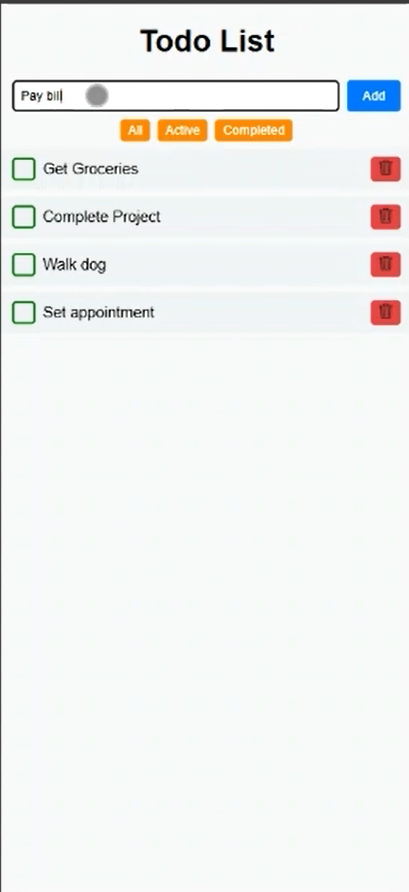 Todo List
Pay bill
Add
All Active Completed
Get Groceries
Complete Project
Walk dog
Set appointment